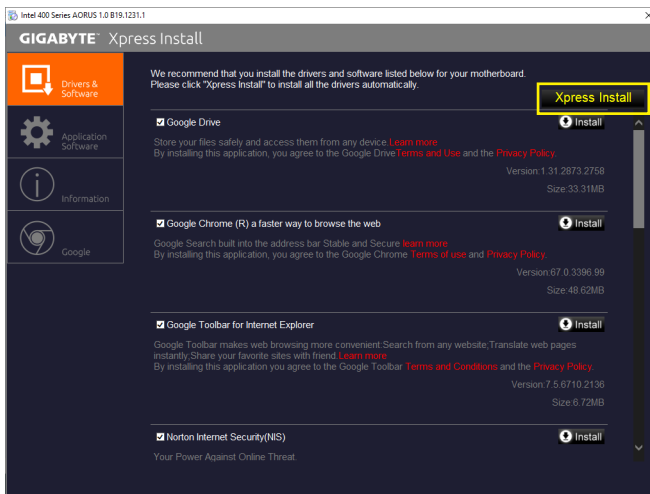 Intel 400 Series AORUS 1.0 B19.1231.1
GIGABYTE™ Xpress Install
Drivers &
Software
Application
Software
Information
Google
We recommend that you install the drivers and software listed below for your motherboard.
Please click "Xpress Install" to install all the drivers automatically.
Xpress Install
Google Drive
Install
Store your files safely and access them from any device.Learn more
By installing this application, you agree to the Google DriveTerms and Use and the Privacy Policy.
Version:1.31.2873.2758
Size:33.31MB
Google Chrome (R) a faster way to browse the web
Install
Google Search built into the address bar Stable and Secure learn more
By installing this application, you agree to the Google Chrome Terms of use and Privacy Policy.
Version:67.0.3396.99
Size:48.62MB
Google Toolbar for Internet Explorer
Install
Google Toolbar makes web browsing more convenient:Search from any website;Translate web pages
instantly;Share your favorite sites with friend.Learn more
By installing this application you agree to the Google Toolbar Terms and Conditions and the Privacy Policy.
Version:7.5.6710.2136
Size:6.72MB
Norton Internet Security(NIS)
Install
Your Power Against Online Threat.